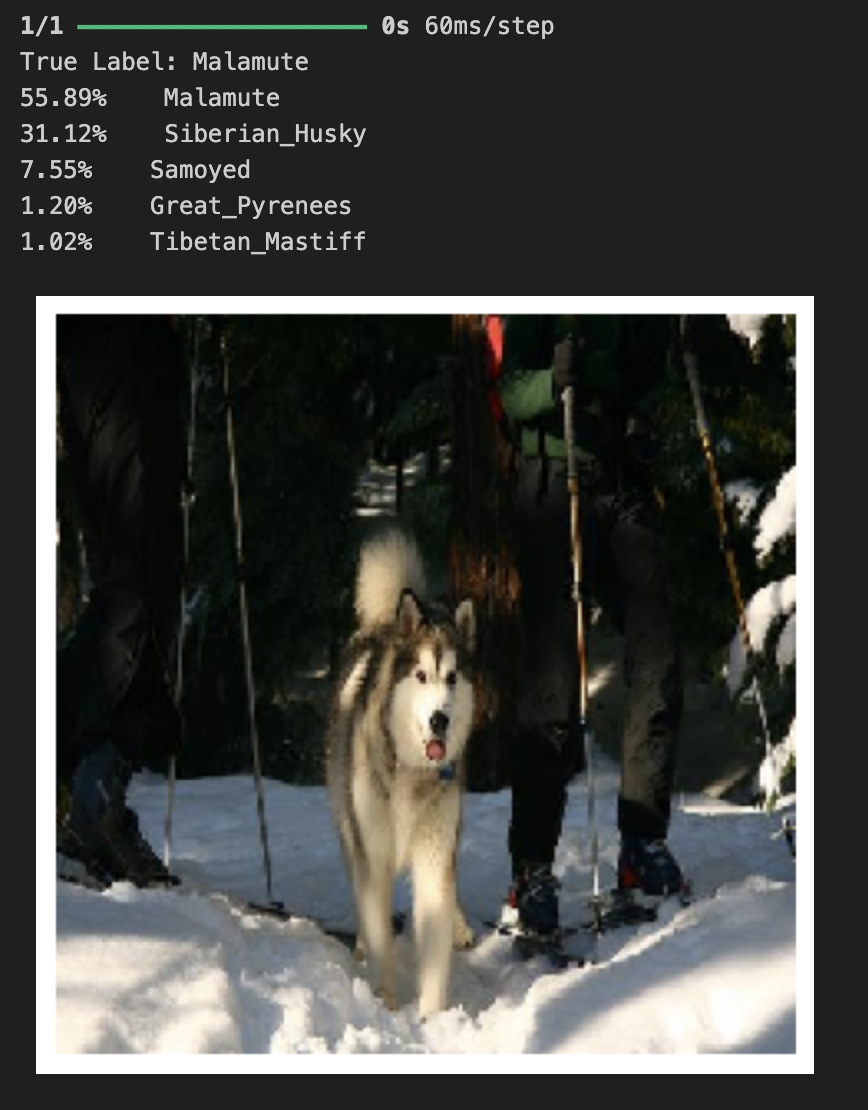 1/1 ━━━━━━━━━━━━━━━━━━━━ 0s 60ms/step
True Label: Malamute
55.89%    Malamute
31.12%    Siberian_Husky
7.55%    Samoyed
1.20%    Great_Pyrenees
1.02%    Tibetan_Mastiff